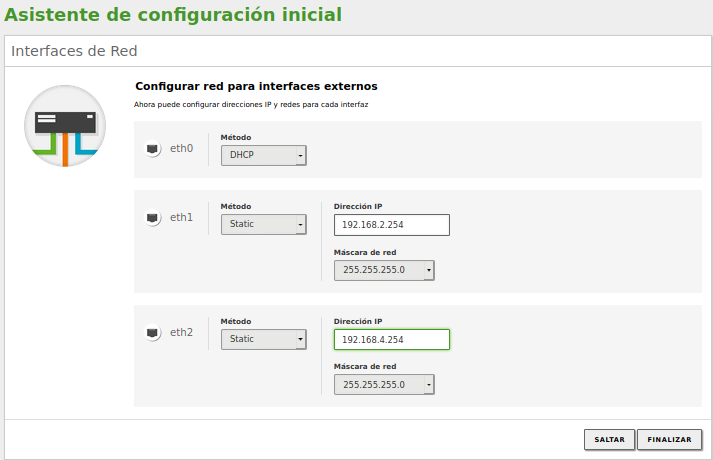 Asistente de configuración inicial
Interfaces de Red
Configurar red para interfaces externos
Ahora puede configurar direcciones IP y redes para cada interfaz
eth0
Método
DHCP
eth1
Método
Static
Dirección IP
192.168.2.254
Máscara de red
255.255.255.0
eth2
Método
Static
Dirección IP
192.168.4.254
Máscara de red
255.255.255.0
SALTAR
FINALIZAR